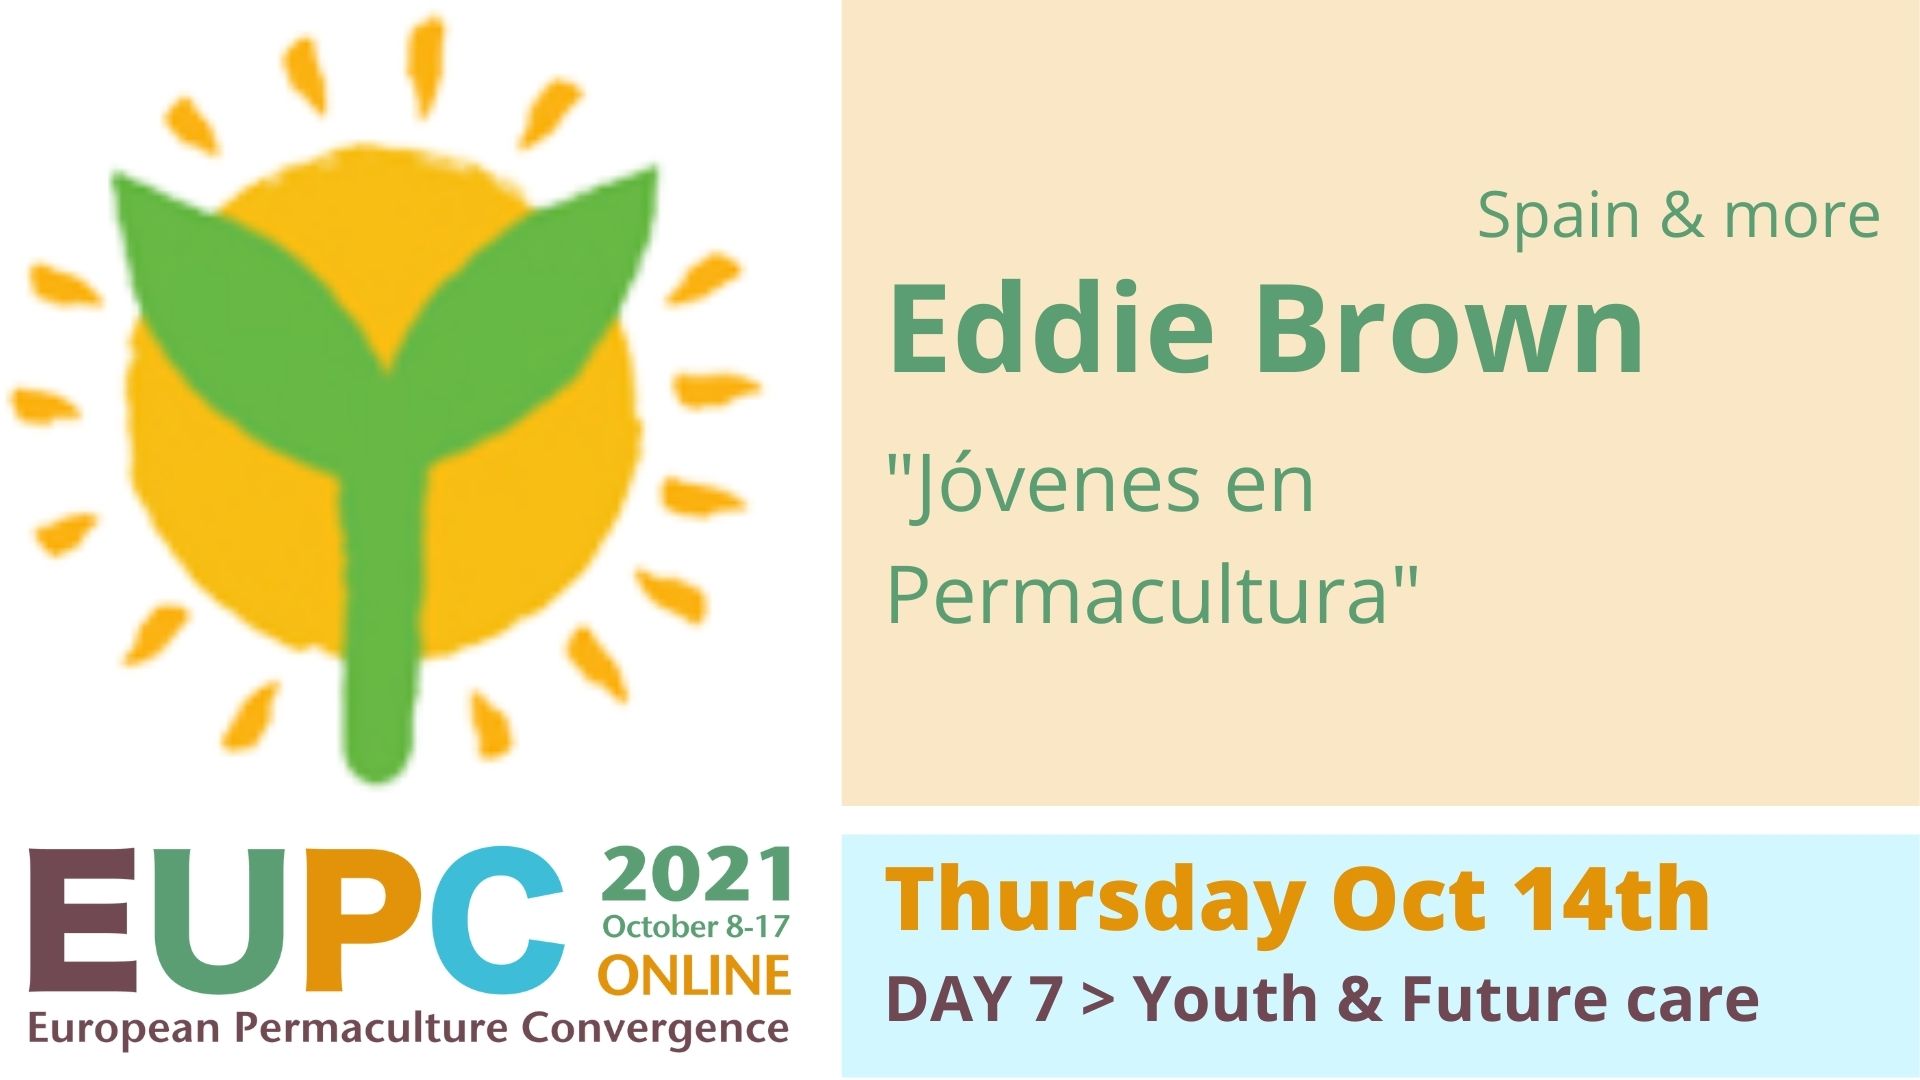 Spain & more
Eddie Brown
"Jóvenes en
Permacultura"
EUPC
2021
October 8-17
ONLINE
European Permaculture Convergence
Thursday Oct 14th
DAY 7 > Youth & Future care